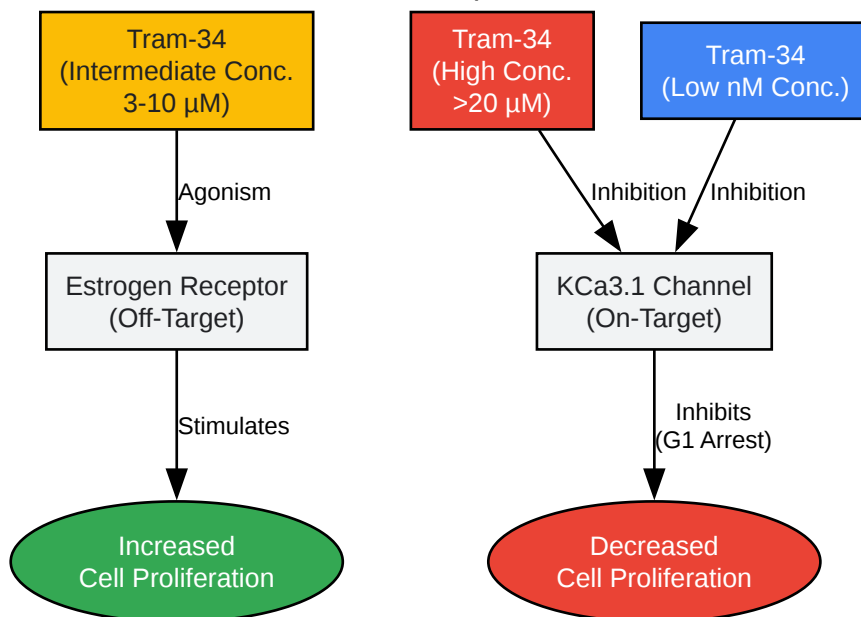 Tram-34
(Intermediate Conc.
3-10 µM)
Tram-34
(High Conc.
>20 µM)
Tram-34
(Low nM Conc.)
Agonism
Inhibition
Inhibition
Estrogen Receptor
(Off-Target)
KCa3.1 Channel
(On-Target)
Stimulates
Inhibits
(G1 Arrest)
Increased
Cell Proliferation
Decreased
Cell Proliferation